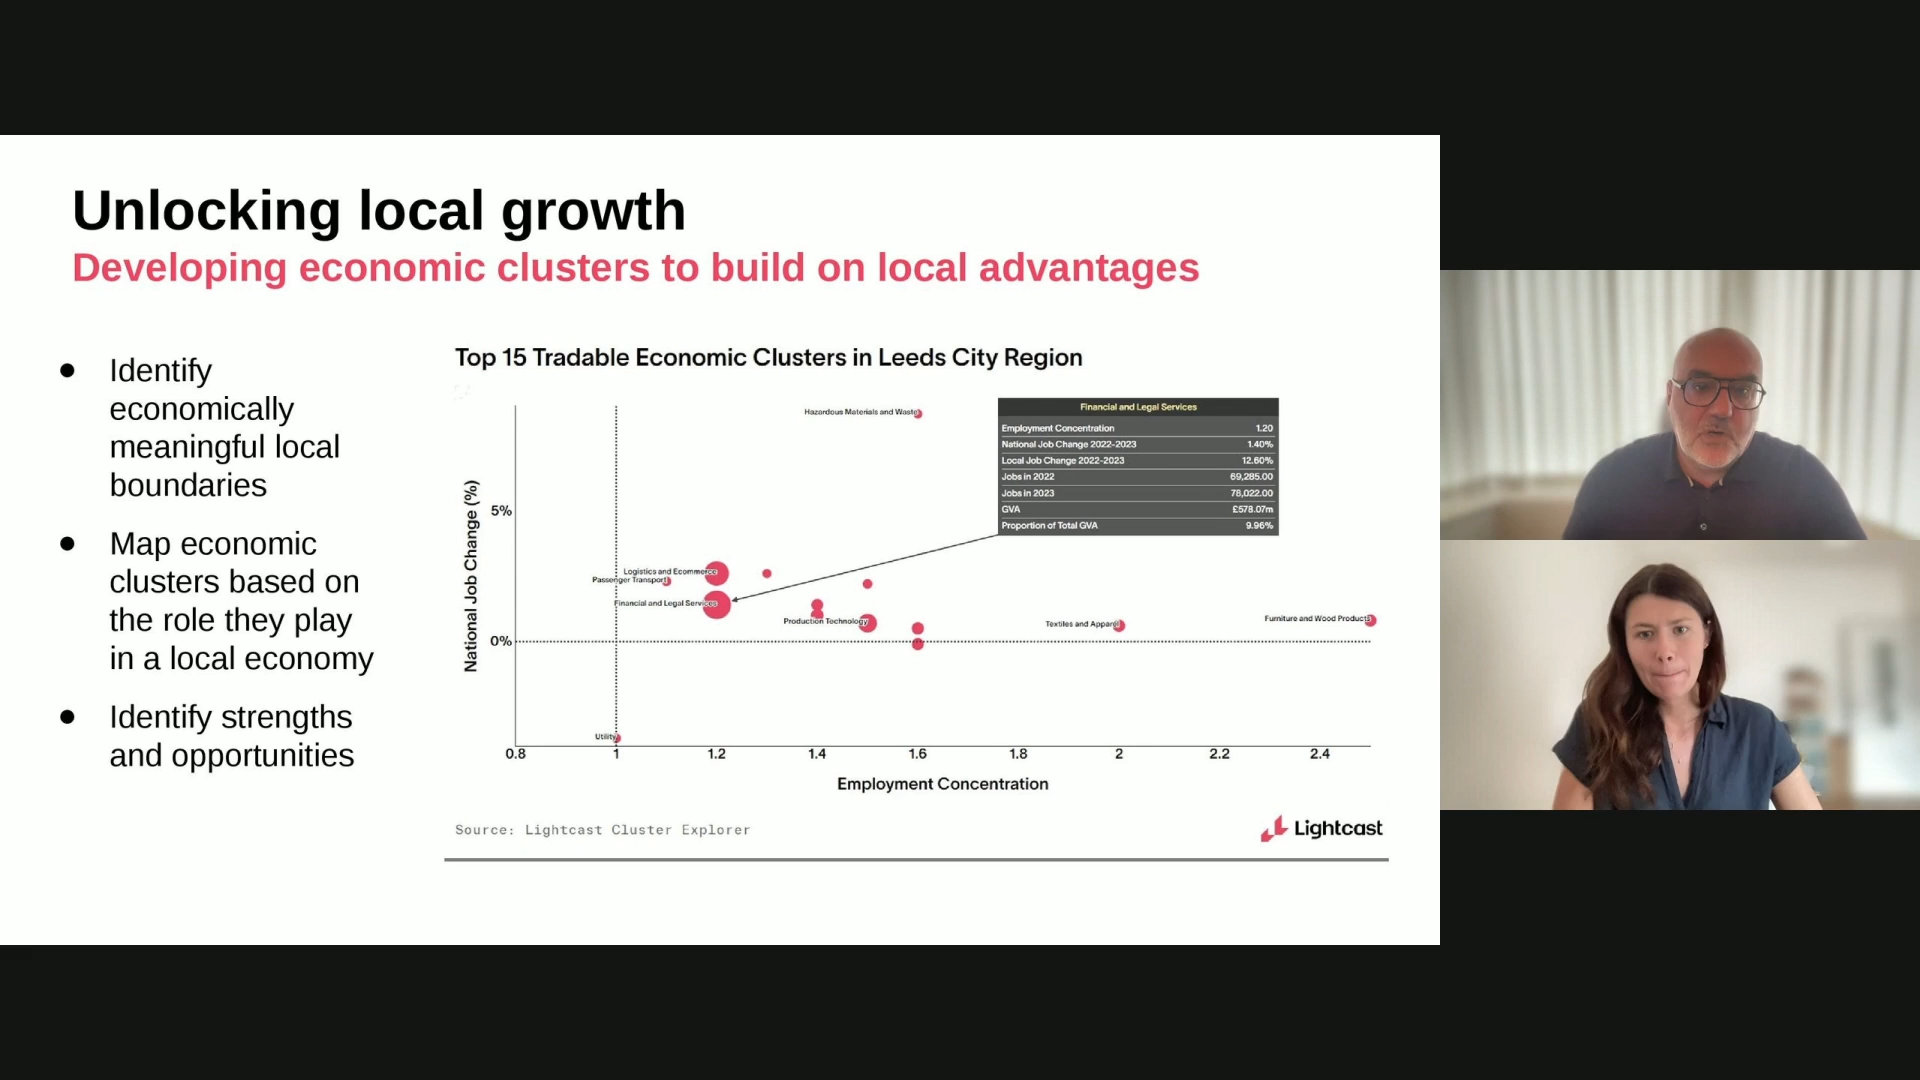 Unlocking local growth
Developing economic clusters to build on local advantages
● Identify
economically
meaningful local
boundaries
● Map economic
clusters based on
the role they play
in a local economy
● Identify strengths
and opportunities
Top 15 Tradable Economic Clusters in Leeds City Region
National Job Change (%)
5%
0%
Hazardous Materials and Waste
Financial and Legal Services
Employment Concentration 1.20
National Job Change 2022-2023 1.40%
Local Job Change 2022-2023 12.60%
Jobs in 2022 69,285.00
Jobs in 2023 78,022.00
GVA £578.07m
Proportion of Total GVA 9.96%
Logistics and Ecommerce
Passenger Transport
Financial and Legal Services
Production Technology
Textiles and Apparel
Furniture and Wood Products
Utility
0.8 1 1.2 1.4 1.6 1.8 2 2.2 2.4
Employment Concentration
Source: Lightcast Cluster Explorer
Lightcast